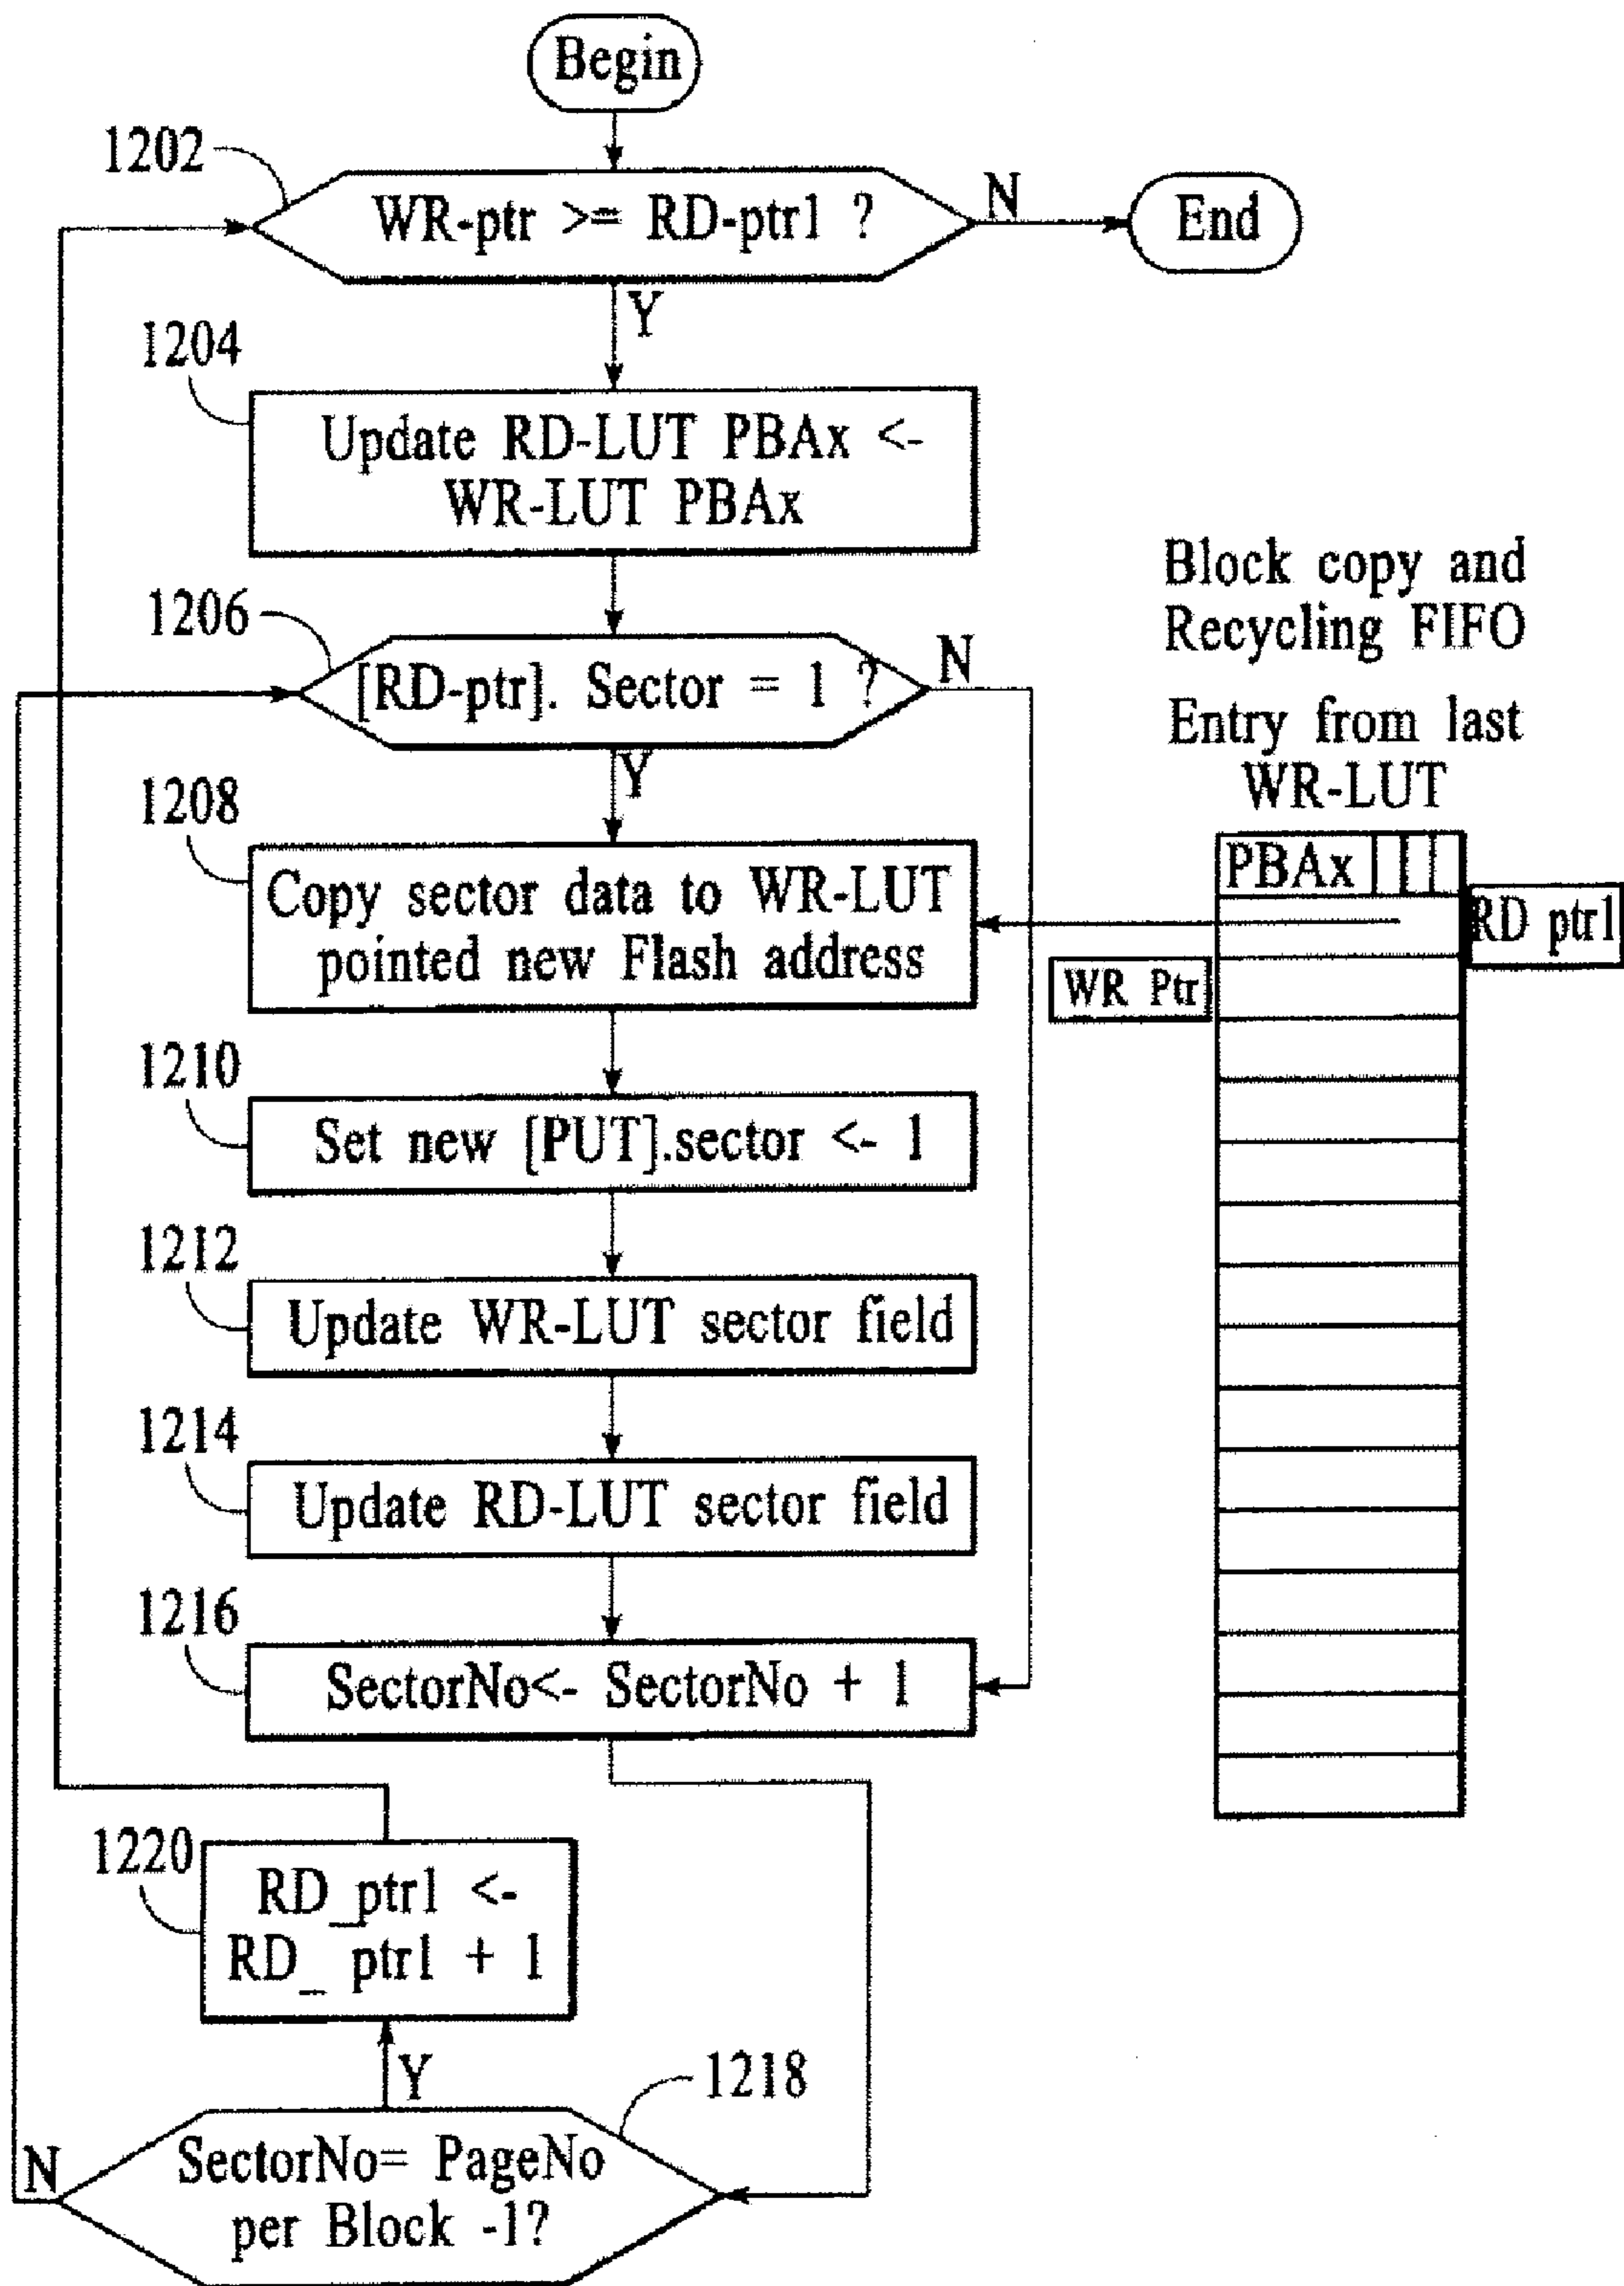 Begin
1202
WR-ptr >= RD-ptr1 ?
N
End
Y
1204
Update RD-LUT PBAx <-
WR-LUT PBAx
1206
[RD-ptr]. Sector = 1 ?
N
Y
Block copy and
Recycling FIFO
Entry from last
WR-LUT
1208
Copy sector data to WR-LUT
pointed new Flash address
PBAx
RD ptr1
WR Ptr
1210
Set new [PUT].sector <- 1
1212
Update WR-LUT sector field
1214
Update RD-LUT sector field
1216
SectorNo<- SectorNo + 1
1220
RD_ptr1 <-
RD_ ptr1 + 1
Y
1218
N
SectorNo= PageNo
per Block -1?